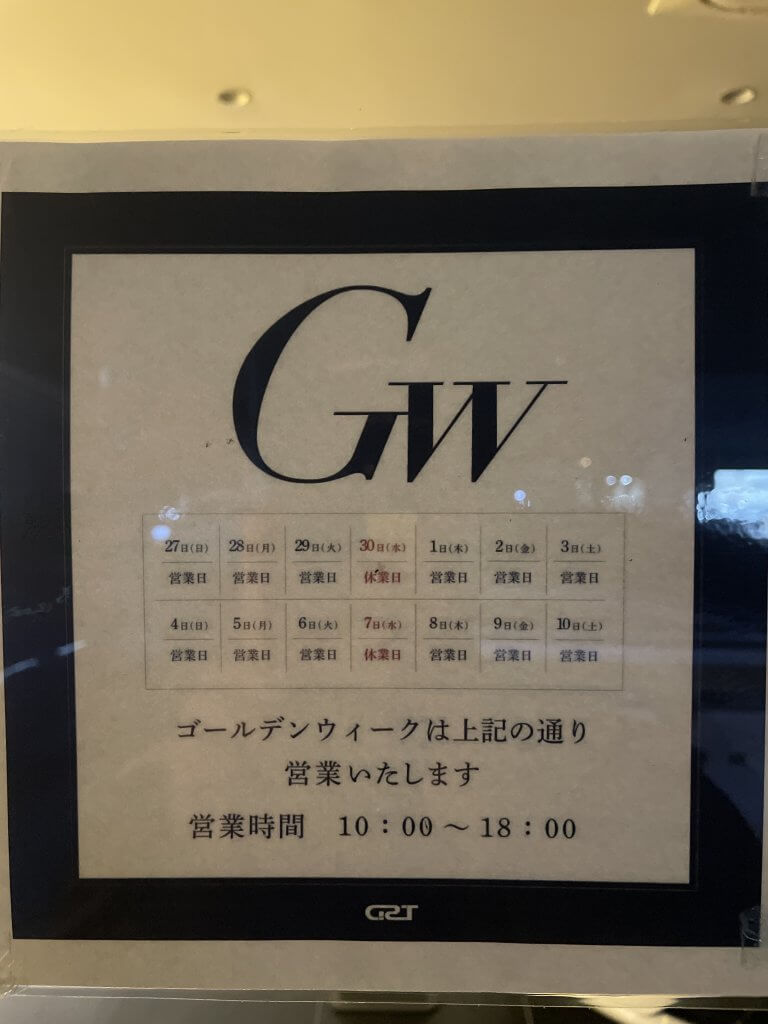 GW
27日(日) 28日(月) 29日(火) 30日(水) 1日(木) 2日(金) 3日(土)
営業日 営業日 営業日 休業日 営業日 営業日 営業日
4日(日) 5日(月) 6日(火) 7日(水) 8日(木) 9日(金) 10日(土)
営業日 営業日 営業日 休業日 営業日 営業日 営業日
ゴールデンウィークは上記の通り
営業いたします
営業時間 10：00～18：00
GST